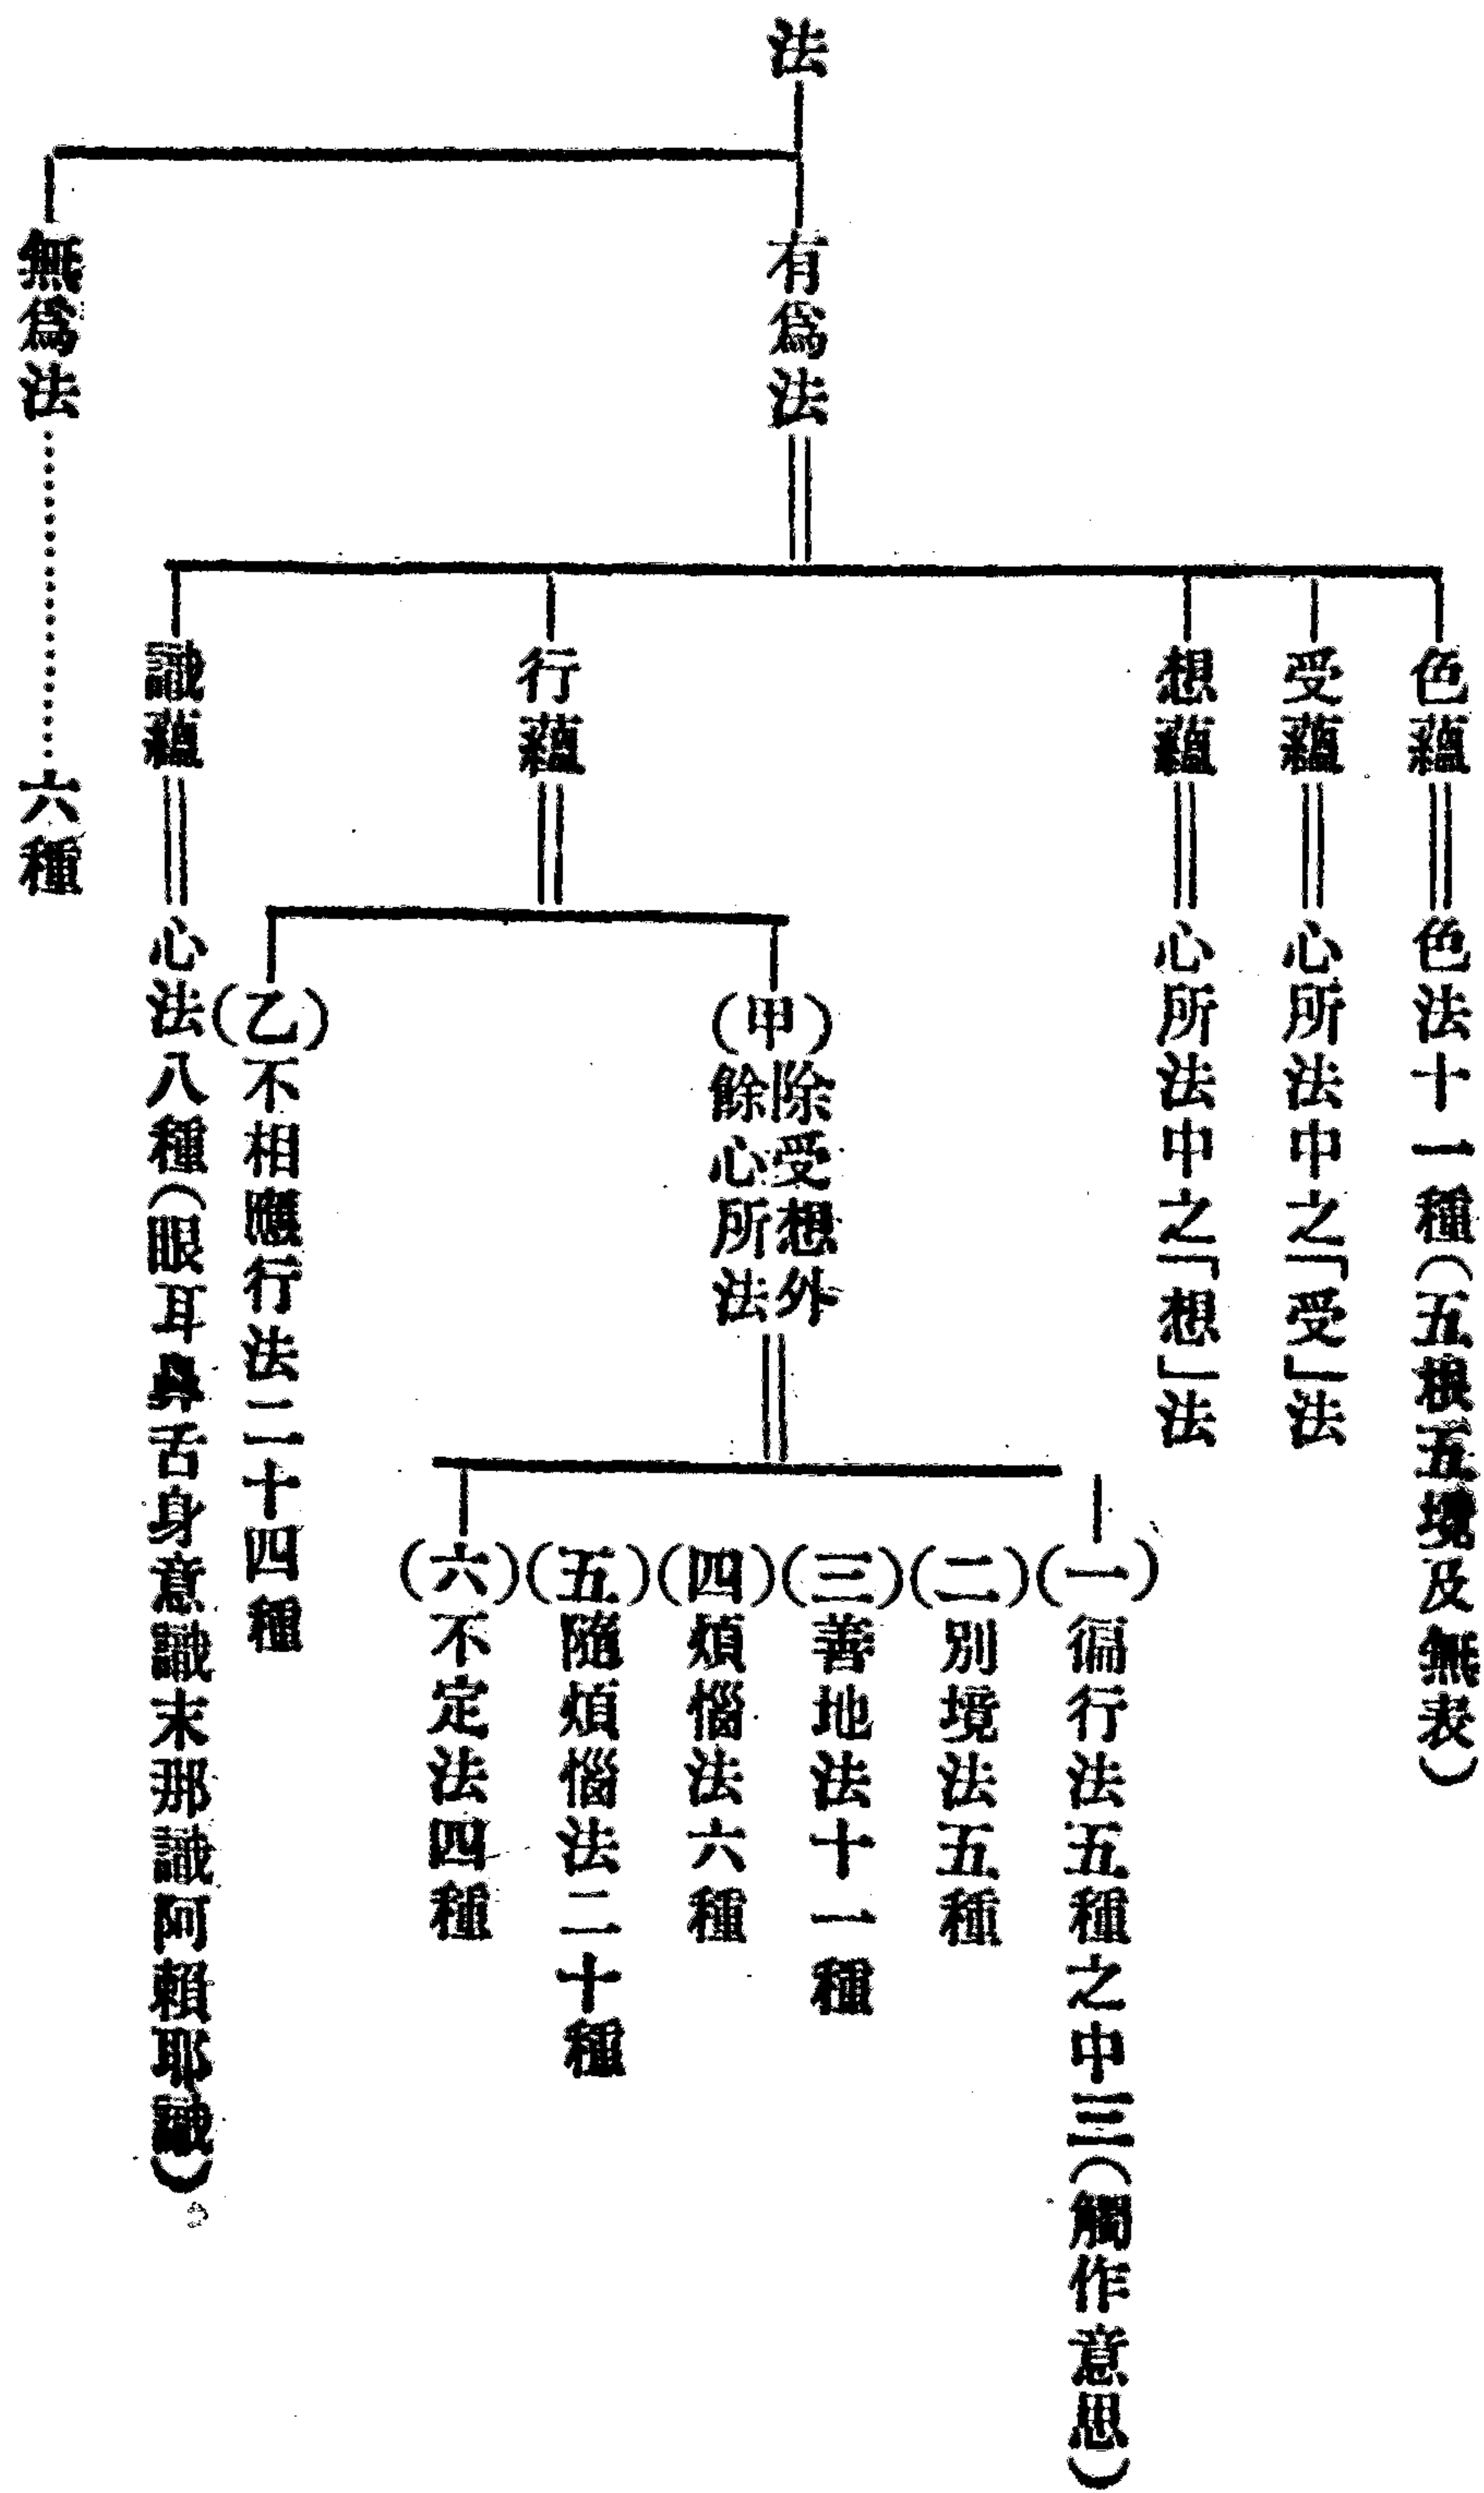 法
有爲法
色蘊
色法十一種(五根五境及無表)
受蘊
心所法中之「受」法
想蘊
心所法中之「想」法
行蘊
(甲)
除受想外
餘心所法
(一)徧行法五種之中三(觸作意思)
(二)別境法五種
(三)善地法十一種
(四)煩惱法六種
(五)隨煩惱法二十種
(六)不定法四種
(乙)不相應行法二十四種
識蘊
心法八種(眼耳鼻舌身意識末那識阿賴耶識)
無爲法
六種